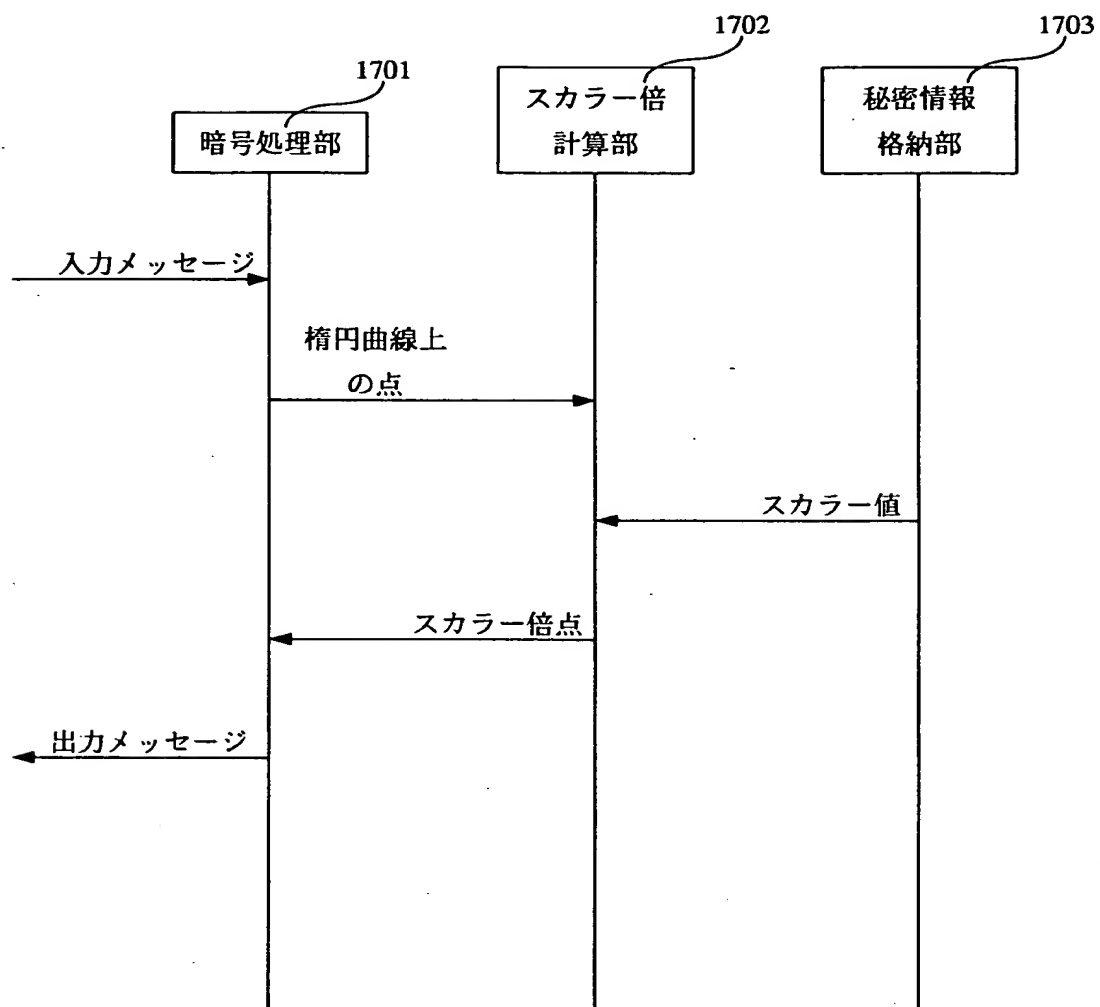 1702
1703
1701
スカラー倍
計算部
秘密情報
格納部
暗号処理部
入力メッセージ
楕円曲線上
の点
スカラー値
スカラー倍点
出力メッセージ